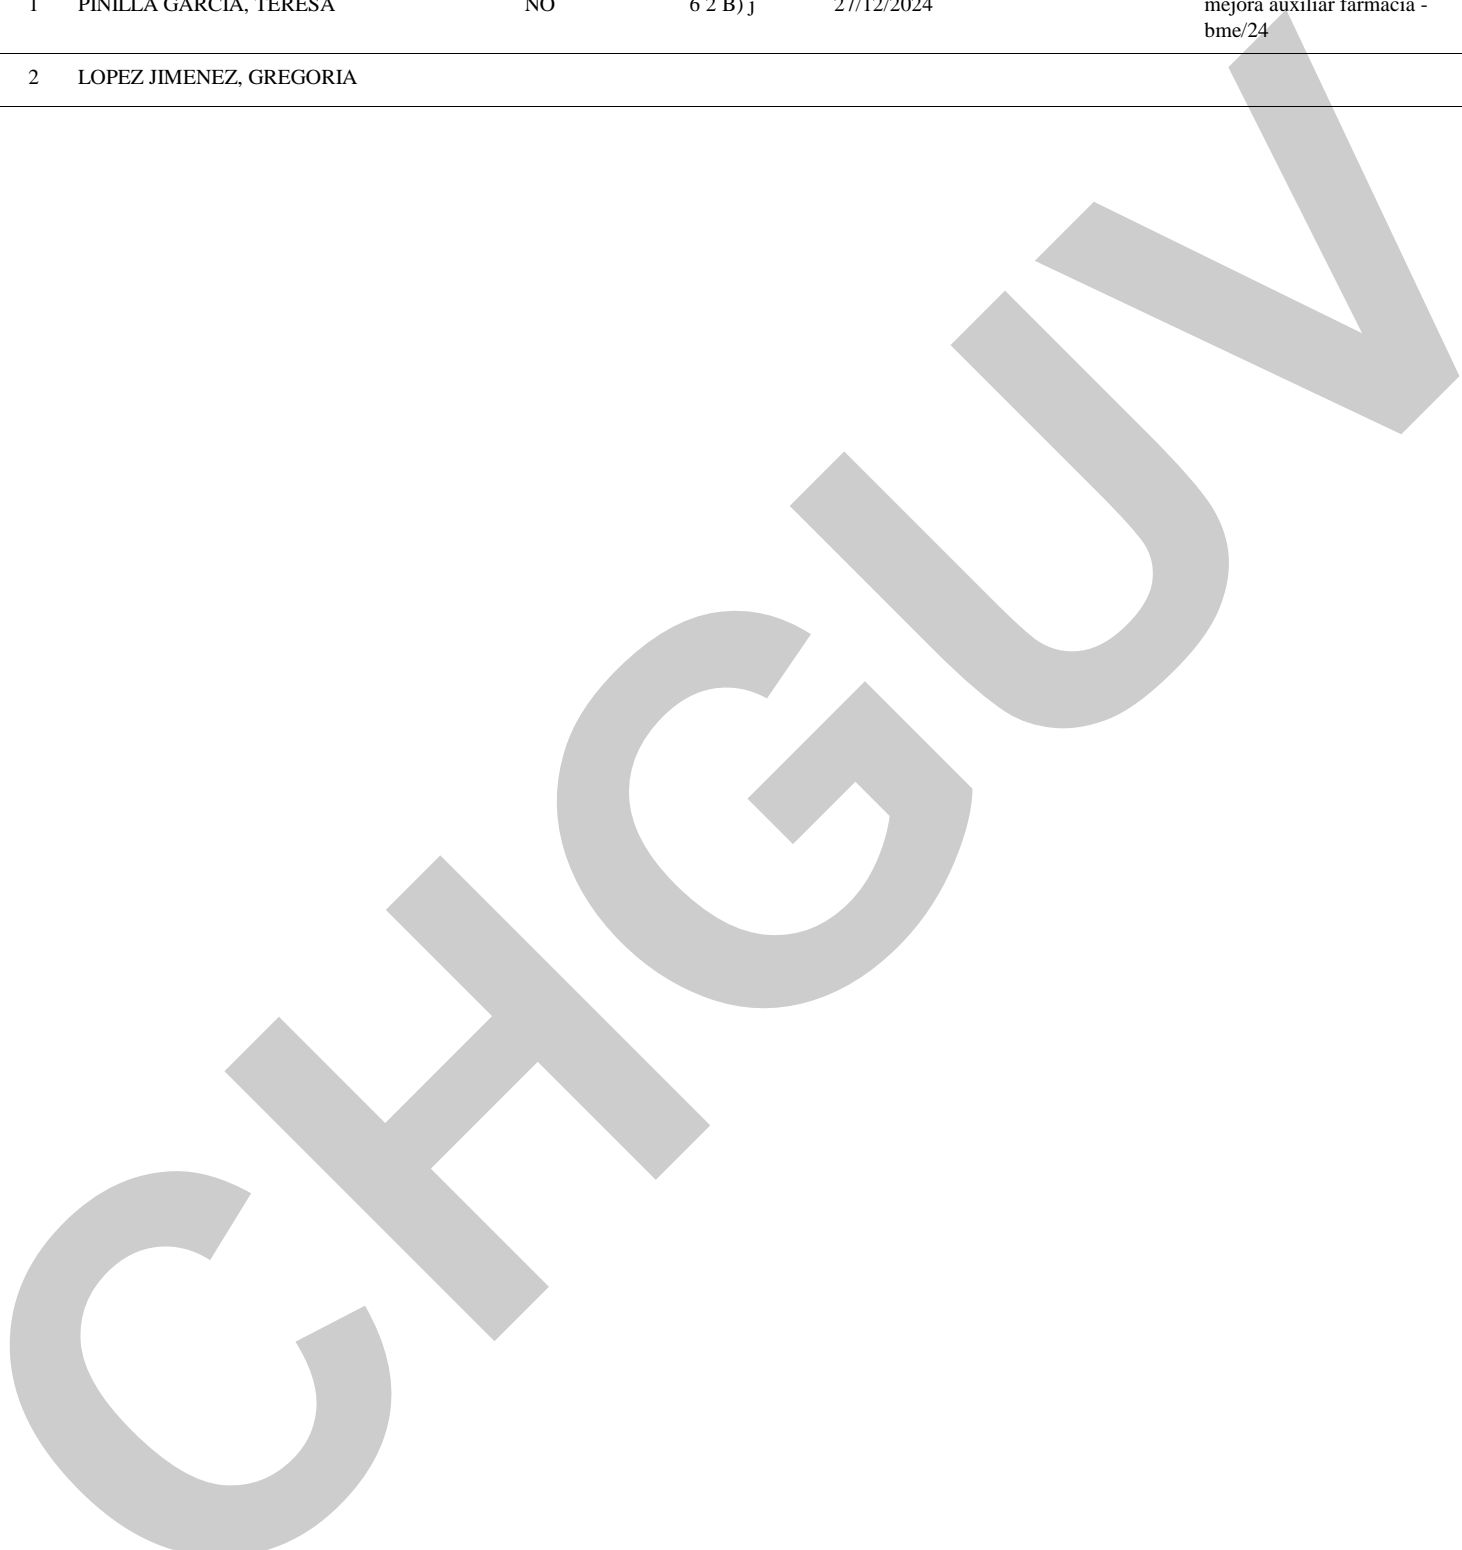 1 PINILLA GARCIA, TERESA NO 6 2 B) j 27/12/2024 mejora auxiliar farmacia -
bme/24
2 LOPEZ JIMENEZ, GREGORIA
CHGUV